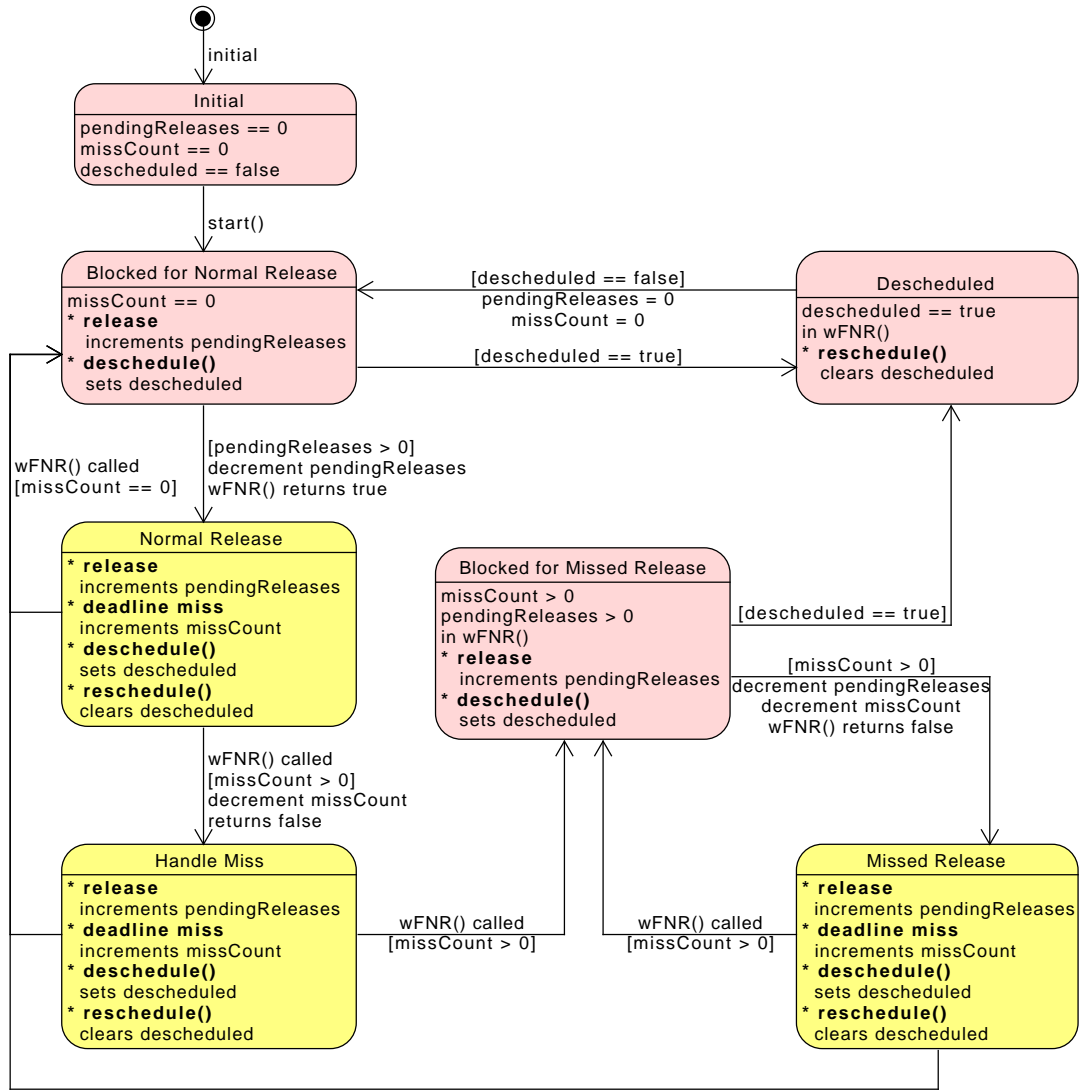 initial
Initial
pendingReleases == 0
missCount == 0
descheduled == false
start()
Blocked for Normal Release
missCount == 0
* release
increments pendingReleases
* deschedule()
sets descheduled
[descheduled == false]
pendingReleases = 0
missCount = 0
[descheduled == true]
Descheduled
descheduled == true
in wFNR()
* reschedule()
clears descheduled
wFNR() called
[missCount == 0]
[pendingReleases > 0]
decrement pendingReleases
wFNR() returns true
Normal Release
* release
increments pendingReleases
* deadline miss
increments missCount
* deschedule()
sets descheduled
* reschedule()
clears descheduled
Blocked for Missed Release
missCount > 0
pendingReleases > 0
in wFNR()
* release
increments pendingReleases
* deschedule()
sets descheduled
[descheduled == true]
[missCount > 0]
decrement pendingReleases
decrement missCount
wFNR() returns false
wFNR() called
[missCount > 0]
decrement missCount
returns false
Handle Miss
* release
increments pendingReleases
* deadline miss
increments missCount
* deschedule()
sets descheduled
* reschedule()
clears descheduled
wFNR() called
[missCount > 0]
wFNR() called
[missCount > 0]
Missed Release
* release
increments pendingReleases
* deadline miss
increments missCount
* deschedule()
sets descheduled
* reschedule()
clears descheduled